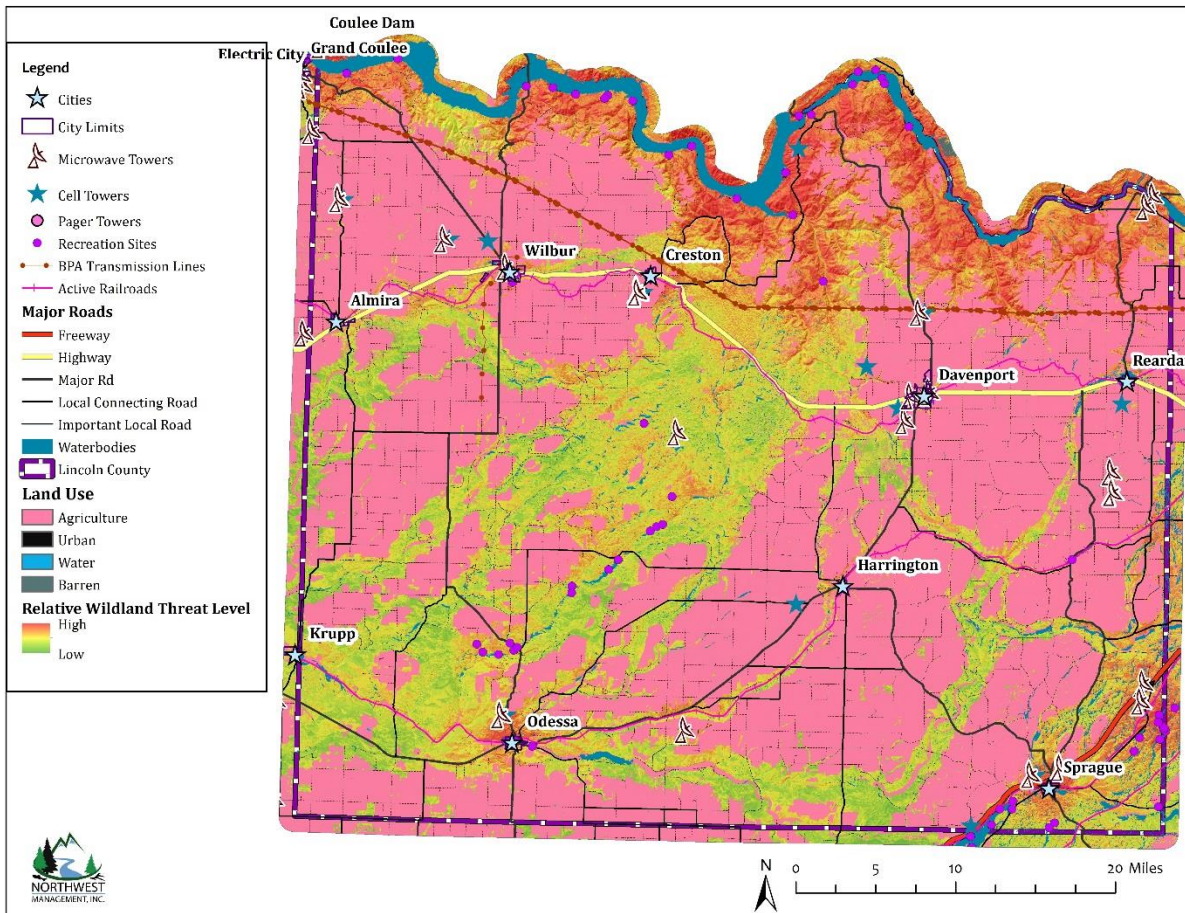 Coulee Dam
Electric City
Grand Coulee
Legend
Cities
City Limits
Microwave Towers
Cell Towers
Pager Towers
Recreation Sites
BPA Transmission Lines
Active Railroads
Major Roads
Freeway
Highway
Major Rd
Local Connecting Road
Important Local Road
Waterbodies
Lincoln County
Land Use
Agriculture
Urban
Water
Barren
Relative Wildland Threat Level
High
Low
Wilbur
Creston
Almira
Davenport
Rearda
Harrington
Krupp
Odessa
Sprague
NORTHWEST
MANAGEMENT, INC.
N
0 5 10 20 Miles